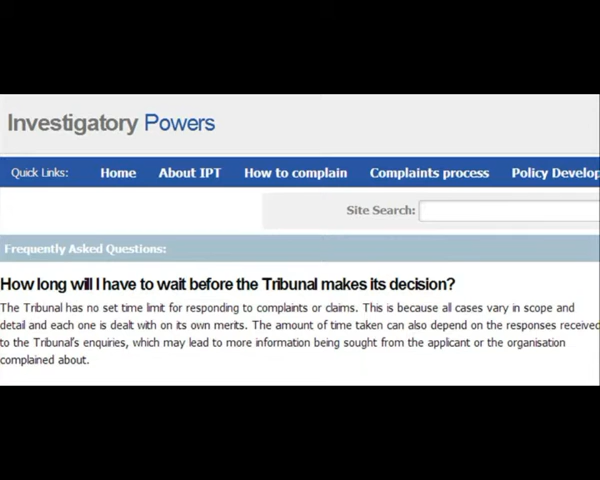 Investigatory Powers
Quick Links: Home About IPT How to complain Complaints process Policy Develop
Site Search:
Frequently Asked Questions:
How long will I have to wait before the Tribunal makes its decision?
The Tribunal has no set time limit for responding to complaints or claims. This is because all cases vary in scope and
detail and each one is dealt with on its own merits. The amount of time taken can also depend on the responses received
to the Tribunal's enquiries, which may lead to more information being sought from the applicant or the organisation
complained about.